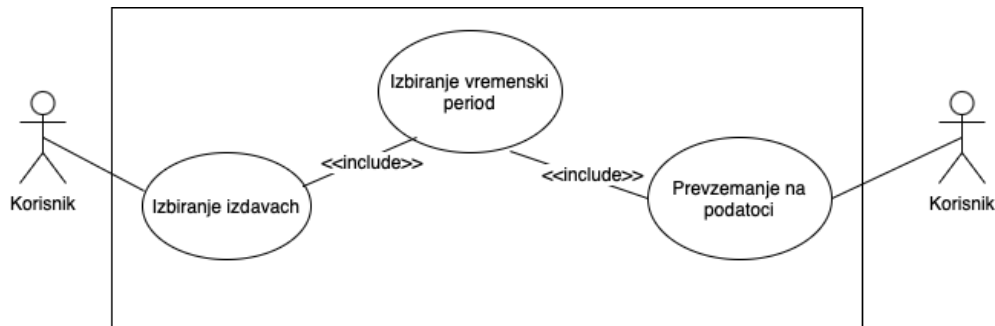 Izbiranje vremenski
period
<<include>>
<<include>>
Korisnik
Izbiranje izdavach
Prevzemanje na
podatoci
Korisnik